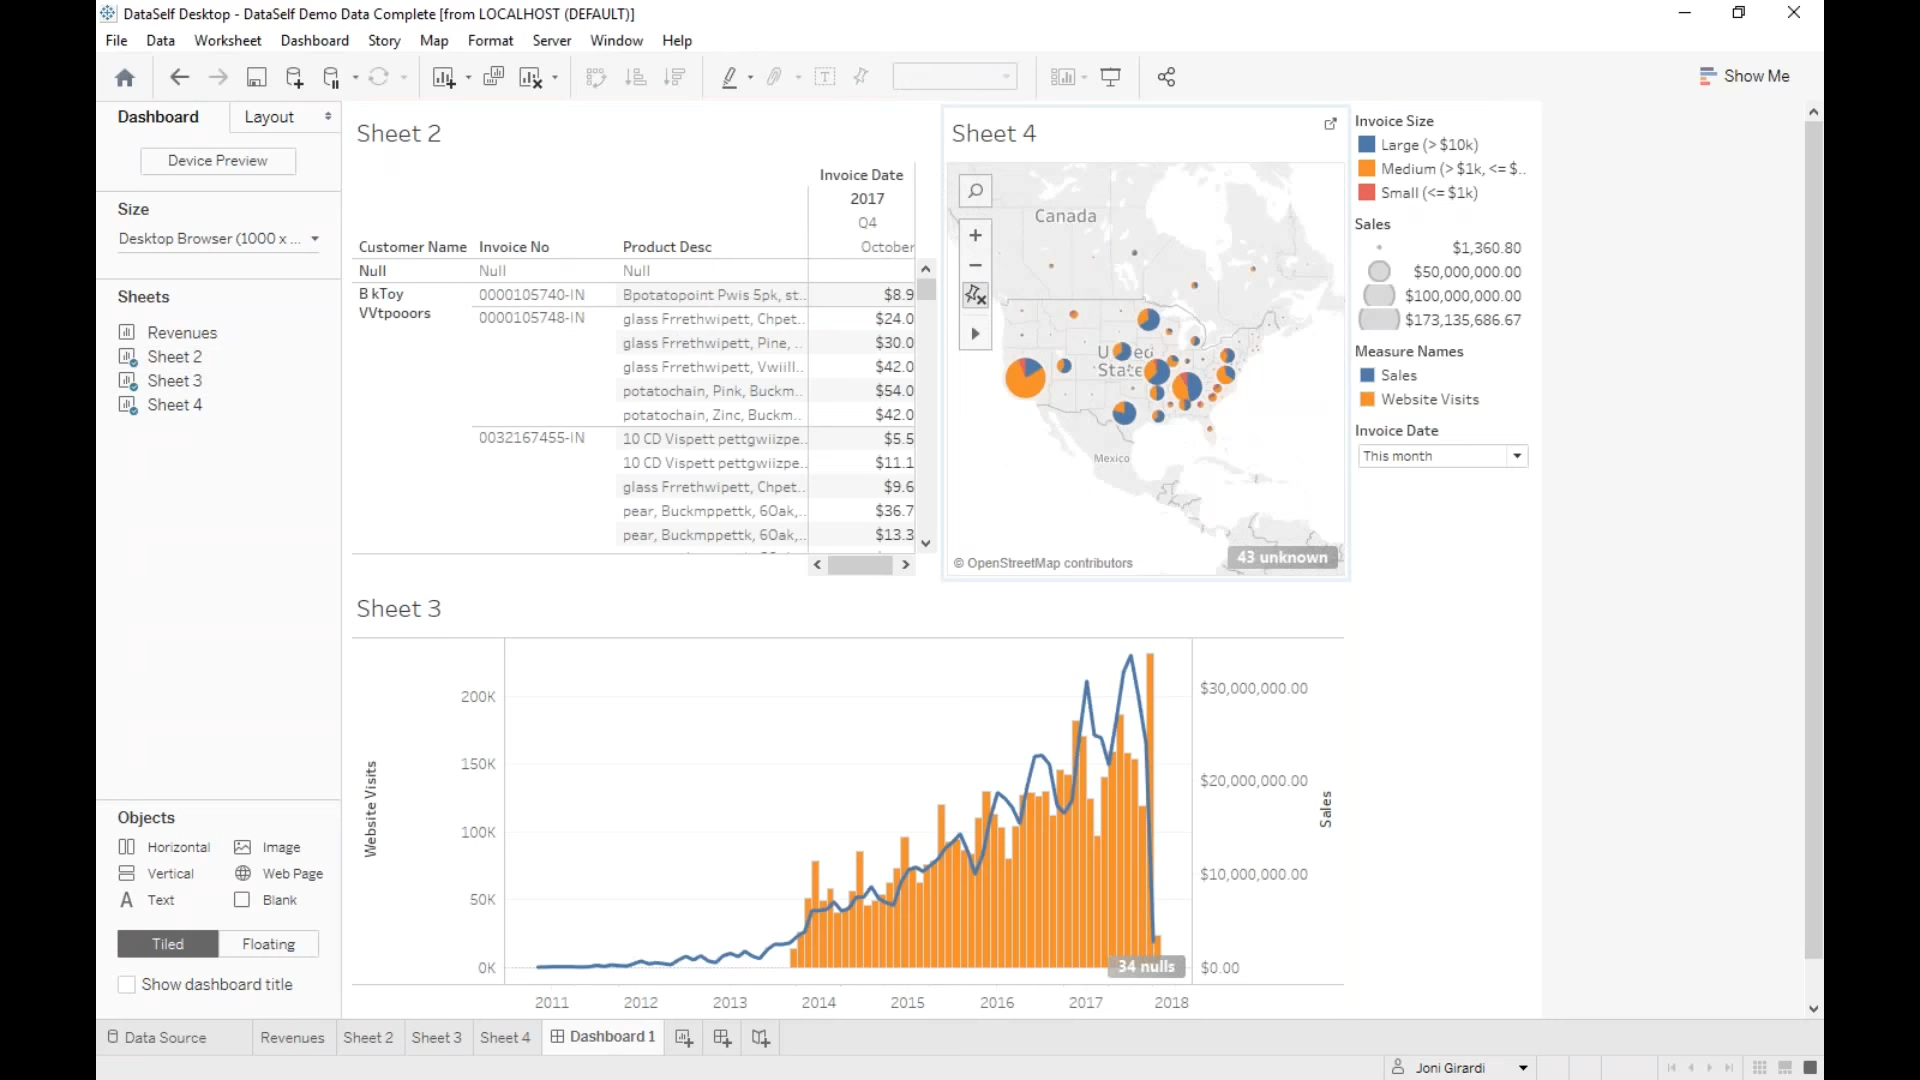 DataSelf Desktop - DataSelf Demo Data Complete [from LOCALHOST (DEFAULT)]
File Data Worksheet Dashboard Story Map Format Server Window Help
Show Me
Dashboard Layout
Device Preview
Size
Desktop Browser (1000 x ...
Sheets
Revenues
Sheet 2
Sheet 3
Sheet 4
Objects
Horizontal Image
Vertical Web Page
Text Blank
Tiled Floating
Show dashboard title
Sheet 2
Invoice Date
2017
Q4
Customer Name Invoice No Product Desc October
Null Null Null
B kToy VVtpooors 0000105740-IN Bpotatopoint Pwis 5pk, st.. $8.9
0000105748-IN glass Frrethwipett, Chpet.. $24.0
glass Frrethwipett, Pine, .. $30.0
glass Frrethwipett, Vwiill.. $42.0
potatochain, Pink, Buckm.. $54.0
potatochain, Zinc, Buckm.. $42.0
0032167455-IN 10 CD Vispett pettgwiizpe.. $5.5
10 CD Vispett pettgwiizpe.. $11.1
glass Frrethwipett, Chpet.. $9.6
pear, Buckmppettk, 6Oak,.. $36.7
pear, Buckmppettk, 6Oak,.. $13.3
Sheet 4
Canada
United
States
Mexico
© OpenStreetMap contributors
43 unknown
Invoice Size
Large (> $10k)
Medium (> $1k, <= $..
Small (<= $1k)
Sales
$1,360.80
$50,000,000.00
$100,000,000.00
$173,135,686.67
Measure Names
Sales
Website Visits
Invoice Date
This month
Sheet 3
Website Visits
200K
150K
100K
50K
0K
$30,000,000.00
$20,000,000.00
$10,000,000.00
$0.00
Sales
34 nulls
2011 2012 2013 2014 2015 2016 2017 2018
Data Source Revenues Sheet 2 Sheet 3 Sheet 4 Dashboard 1
Joni Girardi